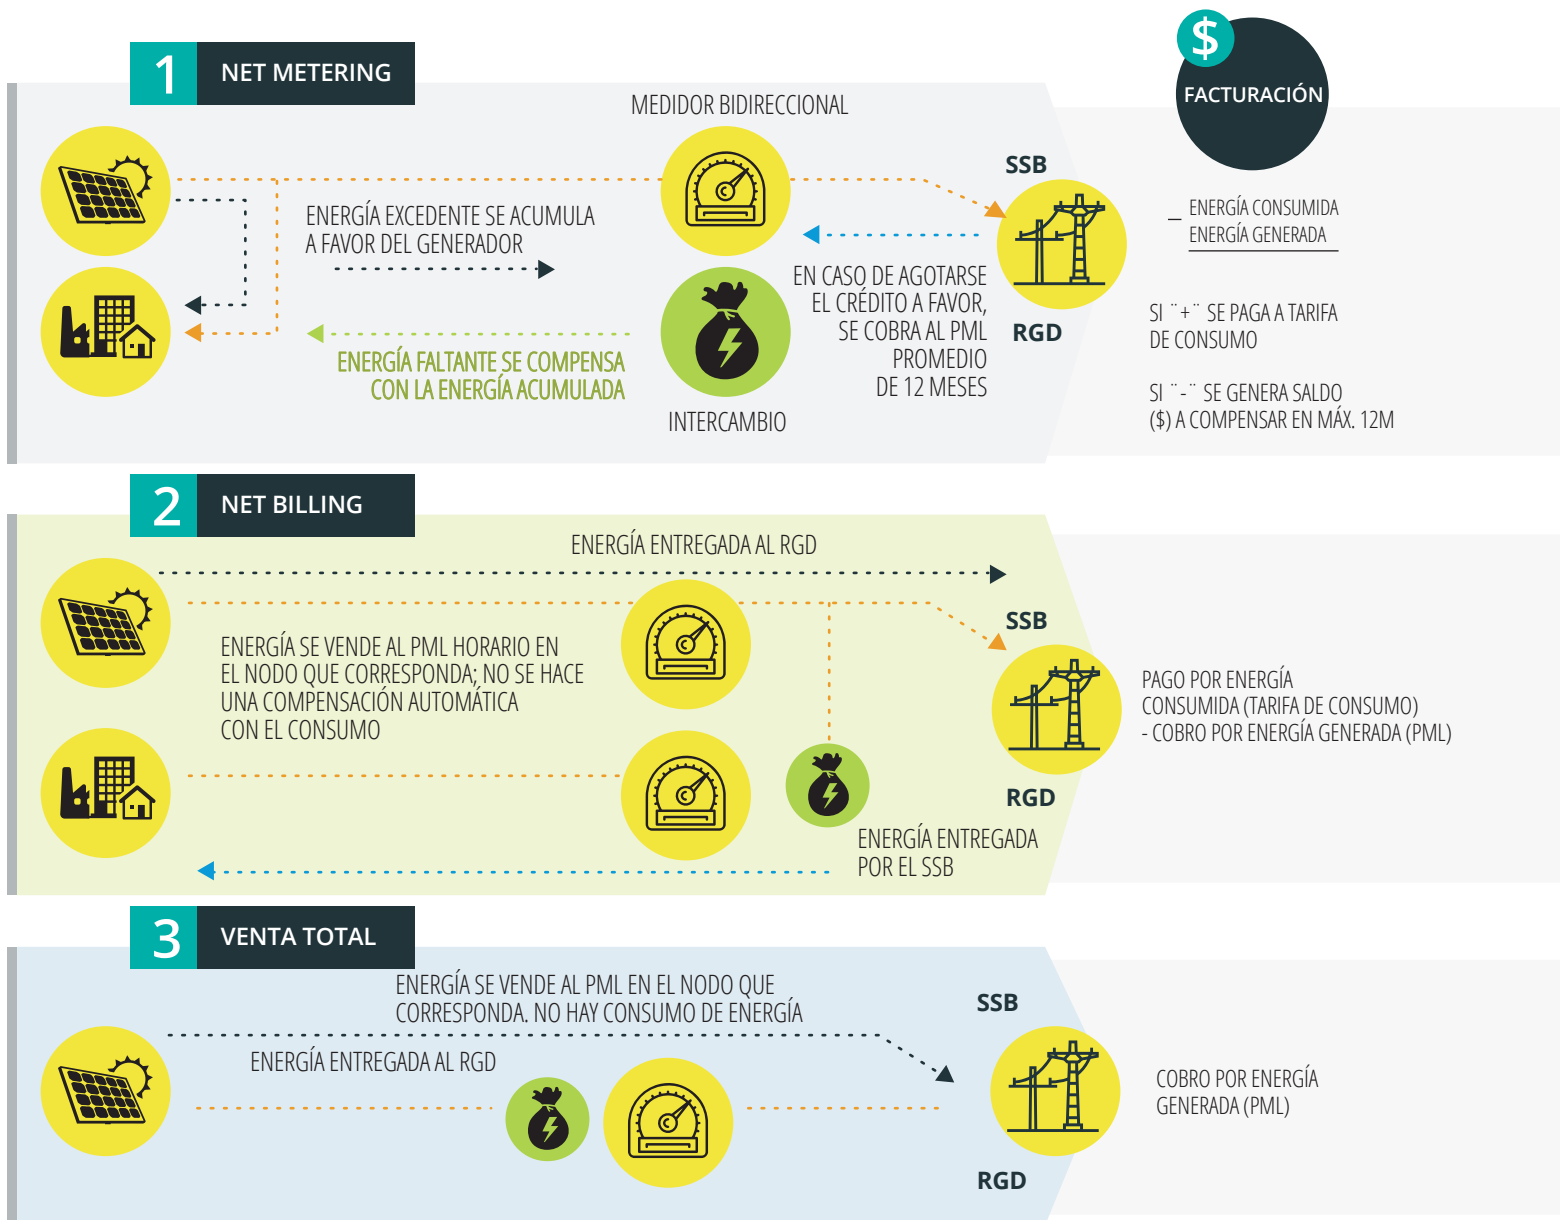 1
NET METERING
$
FACTURACIÓN
MEDIDOR BIDIRECCIONAL
SSB
ENERGÍA EXCEDENTE SE ACUMULA
A FAVOR DEL GENERADOR
EN CASO DE AGOTARSE
EL CRÉDITO A FAVOR,
SE COBRA AL PML
PROMEDIO
DE 12 MESES
RGD
ENERGÍA FALTANTE SE COMPENSA
CON LA ENERGÍA ACUMULADA
INTERCAMBIO
_ ENERGÍA CONSUMIDA
ENERGÍA GENERADA
SI ¨+¨ SE PAGA A TARIFA
DE CONSUMO
SI ¨-¨ SE GENERA SALDO
($) A COMPENSAR EN MÁX. 12M
2
NET BILLING
ENERGÍA ENTREGADA AL RGD
SSB
ENERGÍA SE VENDE AL PML HORARIO EN
EL NODO QUE CORRESPONDA; NO SE HACE
UNA COMPENSACIÓN AUTOMÁTICA
CON EL CONSUMO
RGD
ENERGÍA ENTREGADA
POR EL SSB
PAGO POR ENERGÍA
CONSUMIDA (TARIFA DE CONSUMO)
- COBRO POR ENERGÍA GENERADA (PML)
3
VENTA TOTAL
ENERGÍA SE VENDE AL PML EN EL NODO QUE
CORRESPONDA. NO HAY CONSUMO DE ENERGÍA
SSB
ENERGÍA ENTREGADA AL RGD
RGD
COBRO POR ENERGÍA
GENERADA (PML)